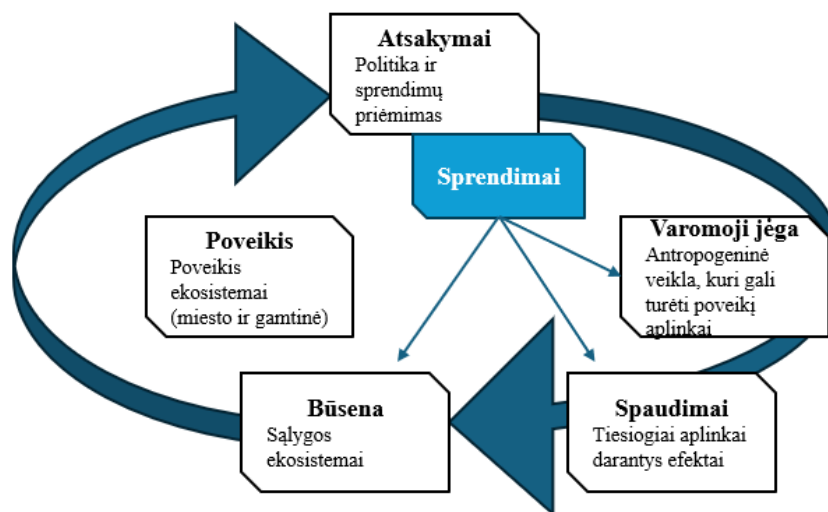 Atsakymai
Politika ir
sprendimų
priėmimas
Sprendimai
Varomoji jėga
Antropogeninė
veikla, kuri gali
turėti poveikį
aplinkai
Spaudimai
Tiesiogiai aplinkai
darantys efektai
Būsena
Sąlygos
ekosistemai
Poveikis
Poveikis
ekosistemai
(miesto ir gamtinė)